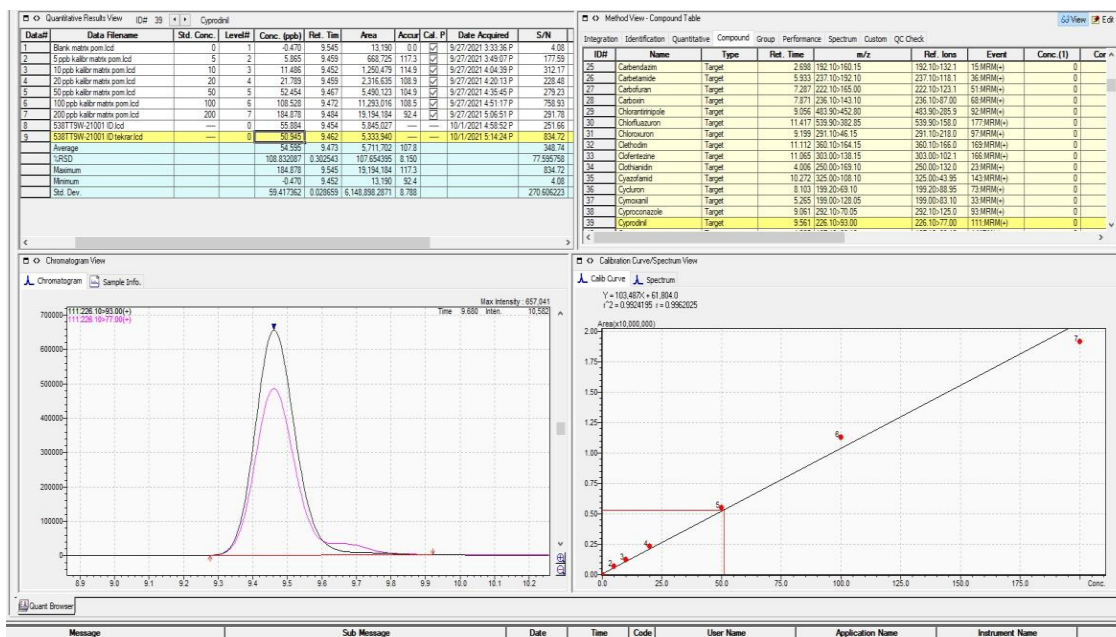 Quantitative Results View ID# 39 Cyprodinil
Data# Data Filename Std. Conc. Level# Conc. (ppb) Ret. Tim Area Accur Cal. P Date Acquired S/N
1 Blank matrix pom.lcd 0 1 -0.470 9.545 13,190 0.0 9/27/2021 3:33:36 P 4.08
2 5 ppb kalibr matrix pom.lcd 5 2 5.865 9.459 668,725 117.3 9/27/2021 3:49:07 P 177.59
3 10 ppb kalibr matrix pom.lcd 10 3 11.486 9.452 1,250,479 114.9 9/27/2021 4:04:39 P 312.17
4 20 ppb kalibr matrix pom.lcd 20 4 21.789 9.459 2,316,635 108.9 9/27/2021 4:20:13 P 228.48
5 50 ppb kalibr matrix pom.lcd 50 5 52.454 9.467 5,490,123 104.9 9/27/2021 4:35:45 P 279.23
6 100 ppb kalibr matrix pom.lcd 100 6 108.528 9.472 11,293,016 108.5 9/27/2021 4:51:17 P 758.93
7 200 ppb kalibr matrix pom.lcd 200 7 184.878 9.484 19,194,184 92.4 9/27/2021 5:06:51 P 291.78
8 538TT9W-21001 ID.lcd ---- 0 55.884 9.454 5,845,027 ---- ---- 10/1/2021 4:58:52 P 251.66
9 538TT9W-21001 ID tekrar.lcd ---- 0 50.945 9.462 5,333,940 ---- ---- 10/1/2021 5:14:24 P 834.72
Average 54.595 9.473 5,711,702 107.8 348.74
%RSD 108.832087 0.302543 107.654395 8.150 77.595758
Maximum 184.878 9.545 19,194,184 117.3 834.72
Minimum -0.470 9.452 13,190 92.4 4.08
Std. Dev. 59.417362 0.028659 6,148,898.2871 8.788 270.606223
Method View - Compound Table View Edit
Integration Identification Quantitative Compound Group Performance Spectrum Custom QC Check
ID# Name Type Ret. Time m/z Ref. Ions Event Conc. (1) Cor
25 Carbendazim Target 2.698 192.10>160.15 192.10>132.1 15:MRM(+) 0
26 Carbetamide Target 5.933 237.10>192.10 237.10>118.1 36:MRM(+) 0
27 Carbofuran Target 7.287 222.10>165.00 222.10>123.1 51:MRM(+) 0
28 Carboxin Target 7.871 236.10>143.10 236.10>87.00 68:MRM(+) 0
29 Chlorantrinipole Target 9.056 483.90>452.80 483.90>285.9 92:MRM(+) 0
30 Chlorfluazuron Target 11.417 539.90>382.85 539.90>158.0 177:MRM(+) 0
31 Chloroxuron Target 9.199 291.10>46.15 291.10>218.0 97:MRM(+) 0
32 Clethodim Target 11.112 360.10>164.15 360.10>166.0 169:MRM(+) 0
33 Clofentezine Target 11.065 303.00>138.15 303.00>102.1 166:MRM(+) 0
34 Clothianidin Target 4.006 250.00>169.10 250.00>132.0 23:MRM(+) 0
35 Cyazofamid Target 10.272 325.00>108.10 325.00>43.95 143:MRM(+) 0
36 Cycluron Target 8.103 199.20>69.10 199.20>88.95 73:MRM(+) 0
37 Cymoxanil Target 5.265 199.00>128.05 199.00>83.10 33:MRM(+) 0
38 Cyproconazole Target 9.061 292.10>70.05 292.10>125.0 93:MRM(+) 0
39 Cyprodinil Target 9.561 226.10>93.00 226.10>77.00 111:MRM(+) 0
Chromatogram View
Chromatogram Sample Info.
Max Intensity : 657,041
Time 9.680 Inten. 10,582
111:226.10>93.00(+)
111:226.10>77.00(+)
700000
600000
500000
400000
300000
200000
100000
0
8.9 9.0 9.1 9.2 9.3 9.4 9.5 9.6 9.7 9.8 9.9 10.0 10.1 10.2
Calibration Curve/Spectrum View
Calib Curve Spectrum
Y = 103,487X + 61,804.0
r^2 = 0.9924195 r = 0.9962025
Area(x10,000,000)
2.00
1.75
1.50
1.25
1.00
0.75
0.50
0.25
0.00
2 3 4 5 6 7
0.0 25.0 50.0 75.0 100.0 125.0 150.0 175.0 Conc.
Quant Browser
Message Sub Message Date Time Code User Name Application Name Instrument Name